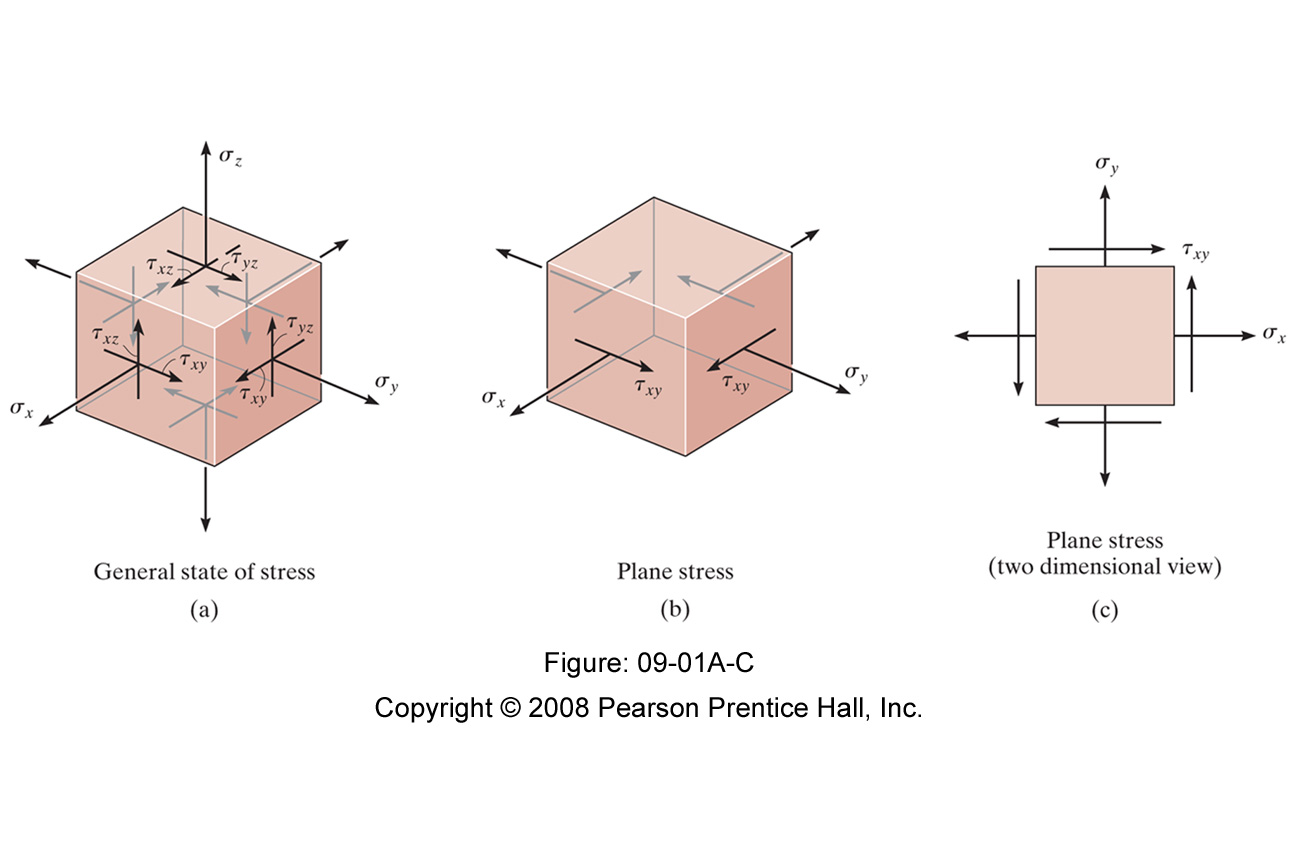 σz
τxz
τyz
τxz
τyz
τxy
τxy
σy
σx
General state of stress
(a)
τxy
τxy
σy
σx
Plane stress
(b)
σy
τxy
σx
Plane stress
(two dimensional view)
(c)
Figure: 09-01A-C
Copyright © 2008 Pearson Prentice Hall, Inc.